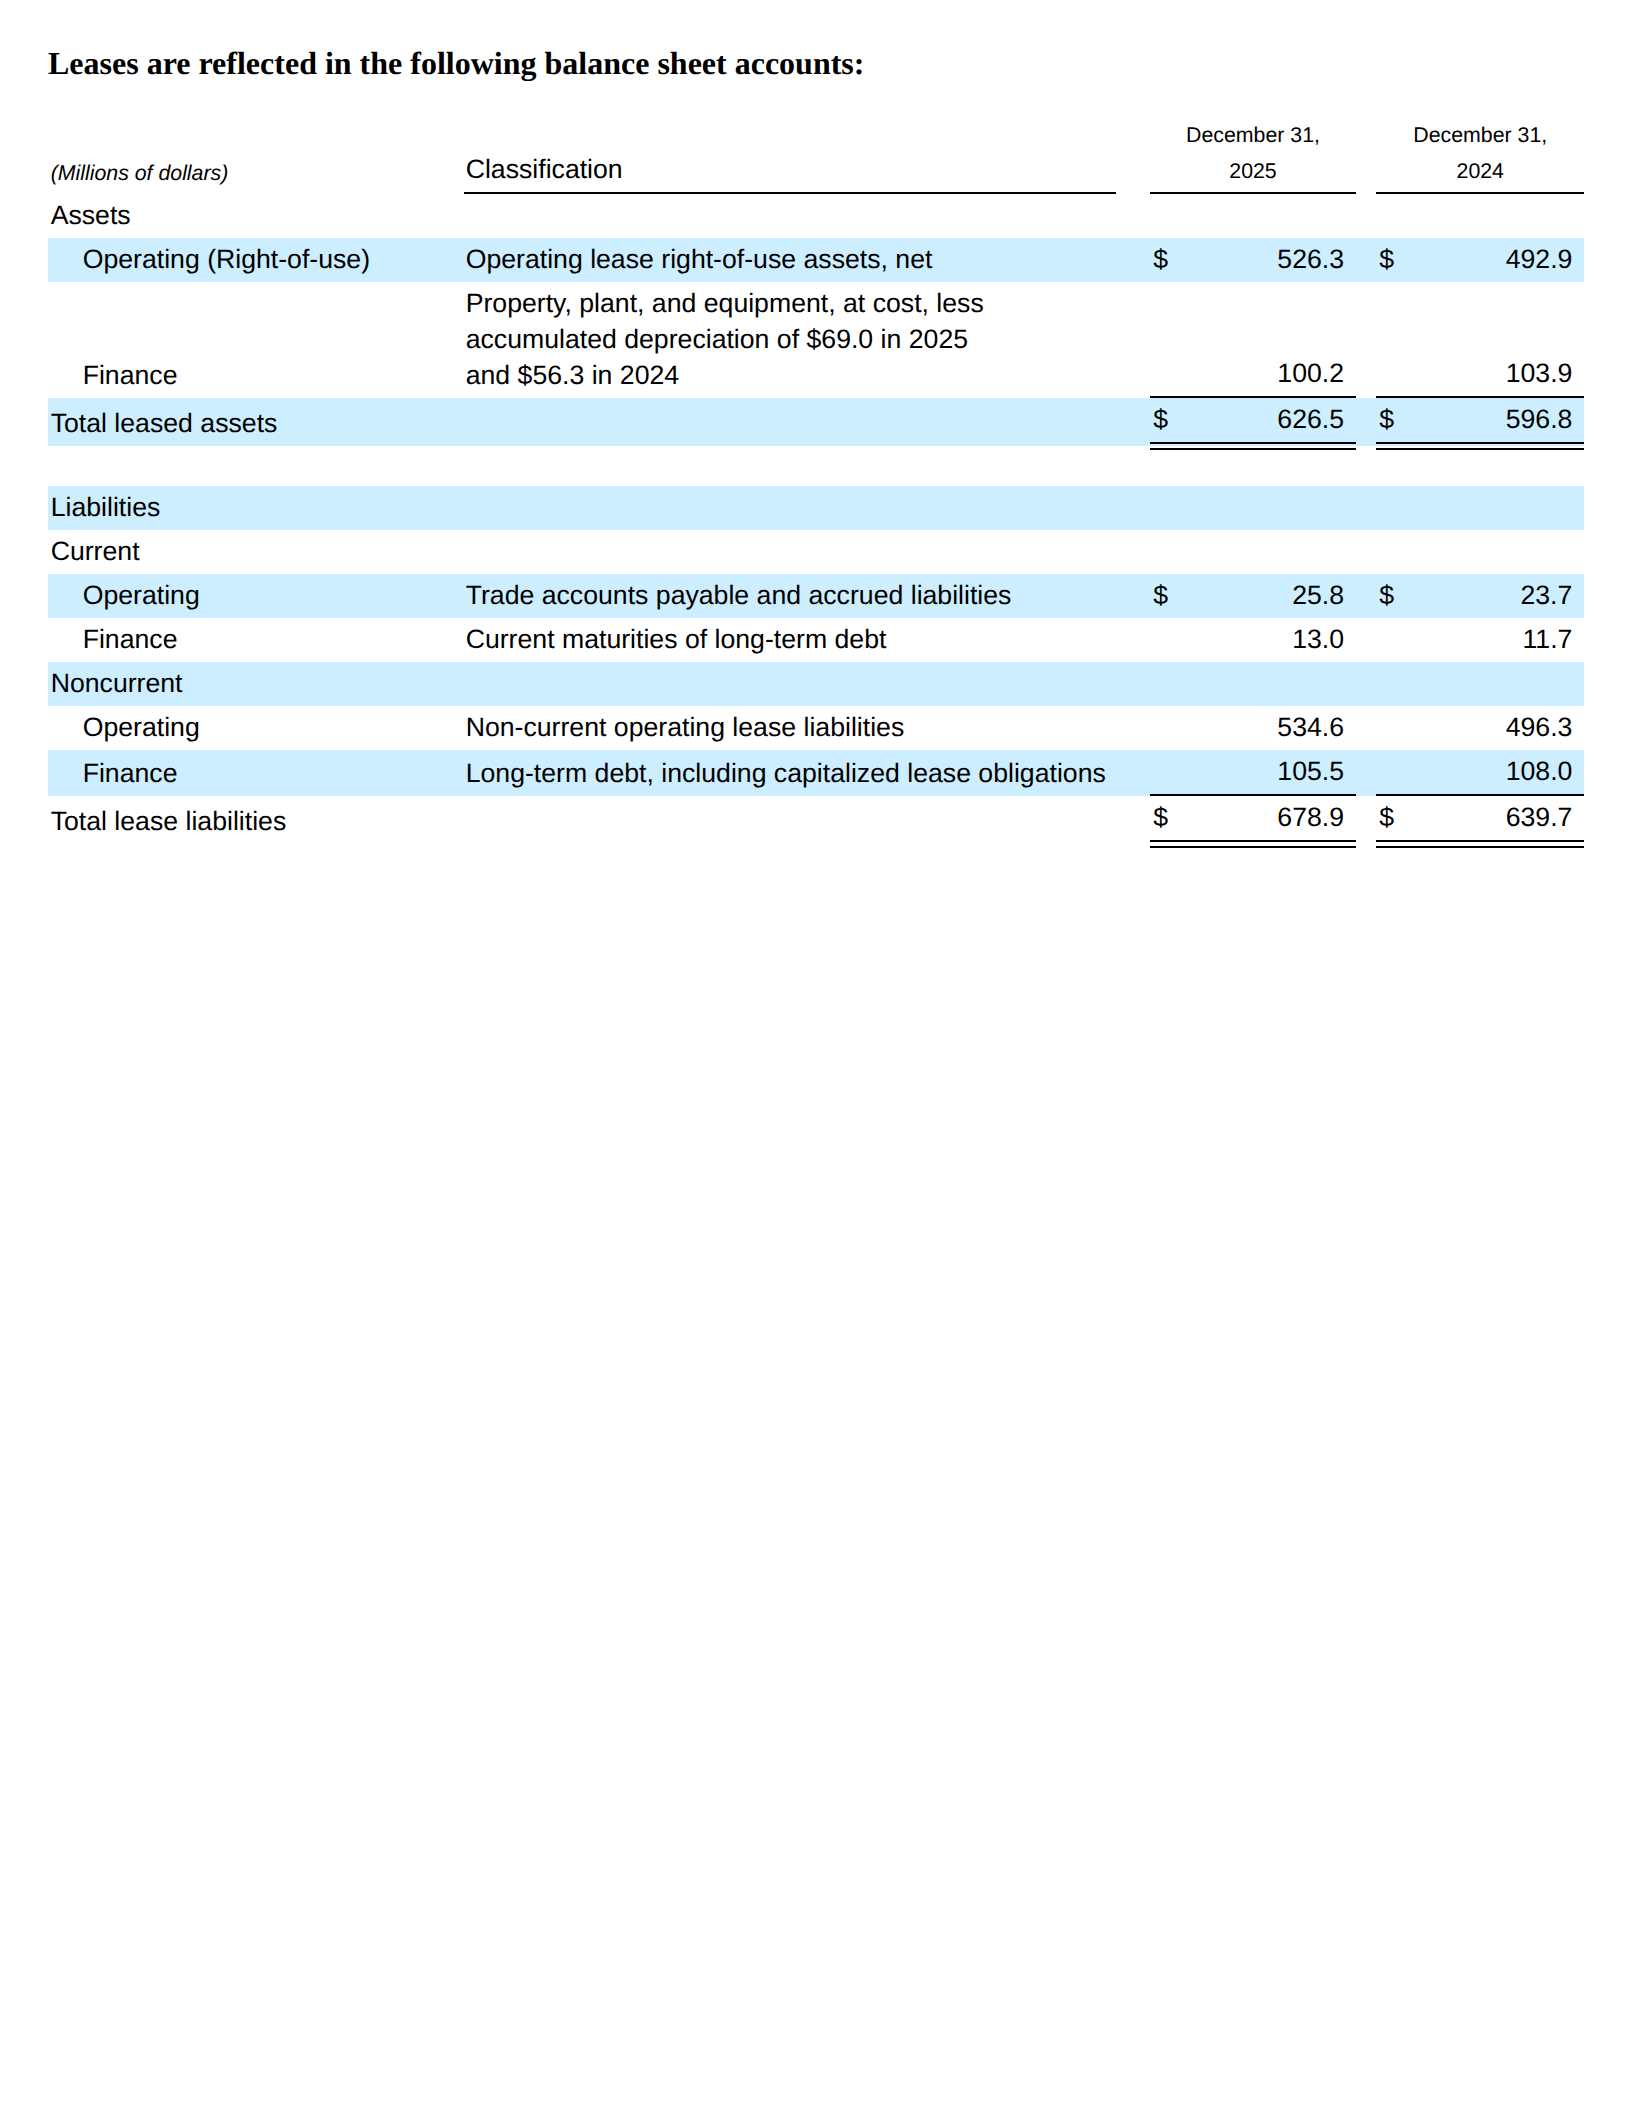 Leases are reflected in the following balance sheet accounts:
December 31, December 31,
(Millions of dollars) Classification 2025 2024
Assets
Operating (Right-of-use) Operating lease right-of-use assets, net $ 526.3 $ 492.9
Property, plant, and equipment, at cost, less
accumulated depreciation of $69.0 in 2025
Finance and $56.3 in 2024 100.2 103.9
Total leased assets $ 626.5 $ 596.8
Liabilities
Current
Operating Trade accounts payable and accrued liabilities $ 25.8 $ 23.7
Finance Current maturities of long-term debt 13.0 11.7
Noncurrent
Operating Non-current operating lease liabilities 534.6 496.3
Finance Long-term debt, including capitalized lease obligations 105.5 108.0
Total lease liabilities $ 678.9 $ 639.7